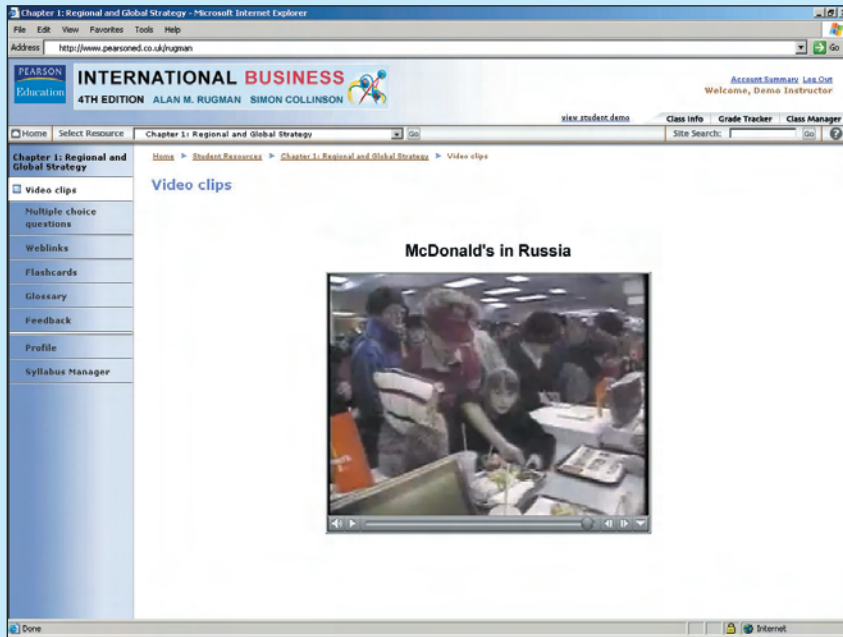 Chapter 1: Regional and Global Strategy - Microsoft Internet Explorer
File Edit View Favorites Tools Help
Address http://www.pearsoned.co.uk/rugman Go
PEARSON
Education
INTERNATIONAL BUSINESS
4TH EDITION ALAN M. RUGMAN SIMON COLLINSON
Account Summary Log Out
Welcome, Demo Instructor
view student demo Class Info Grade Tracker Class Manager
Home Select Resource Chapter 1: Regional and Global Strategy Go Site Search: Go ?
Chapter 1: Regional and
Global Strategy
Home Student Resources Chapter 1: Regional and Global Strategy Video clips
Video clips
Multiple choice
questions
Weblinks
Flashcards
Glossary
Feedback
Profile
Syllabus Manager
Video clips
McDonald's in Russia
Done Internet